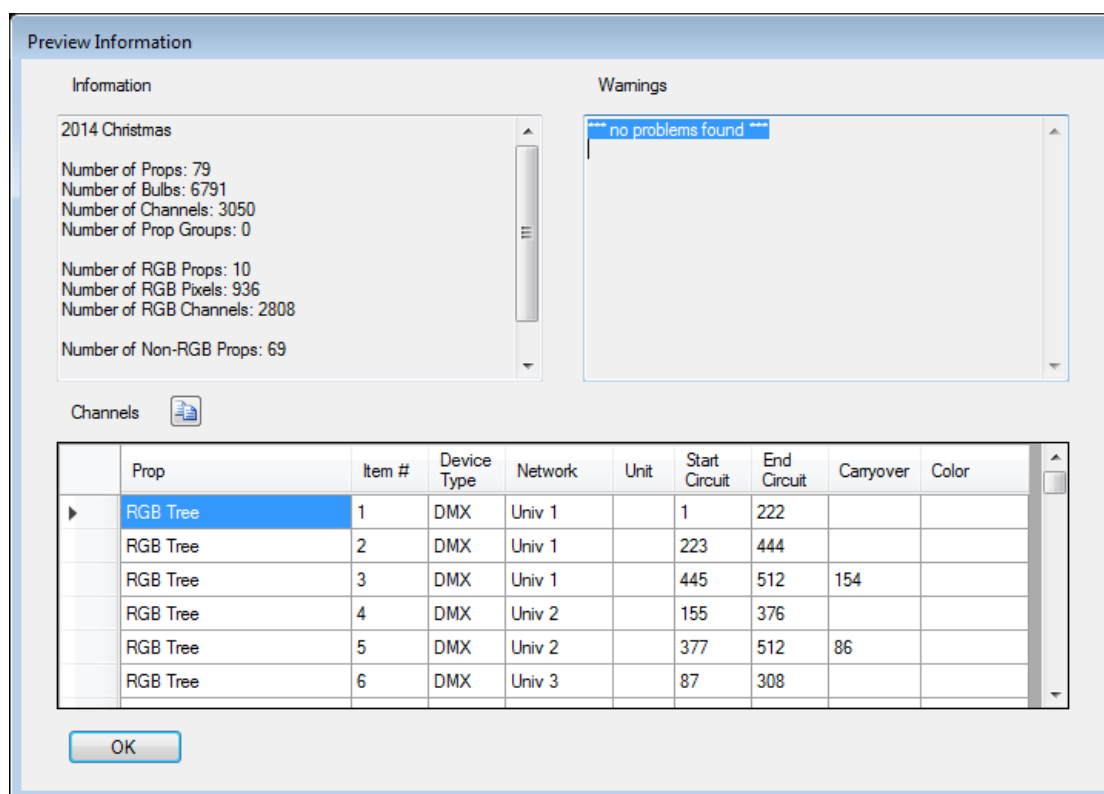 Preview Information
Information
Warnings
2014 Christmas
Number of Props: 79
Number of Bulbs: 6791
Number of Channels: 3050
Number of Prop Groups: 0
Number of RGB Props: 10
Number of RGB Pixels: 936
Number of RGB Channels: 2808
Number of Non-RGB Props: 69
*** no problems found ***
Channels
Prop Item # Device Type Network Unit Start Circuit End Circuit Carryover Color
RGB Tree 1 DMX Univ 1 1 222
RGB Tree 2 DMX Univ 1 223 444
RGB Tree 3 DMX Univ 1 445 512 154
RGB Tree 4 DMX Univ 2 155 376
RGB Tree 5 DMX Univ 2 377 512 86
RGB Tree 6 DMX Univ 3 87 308
OK